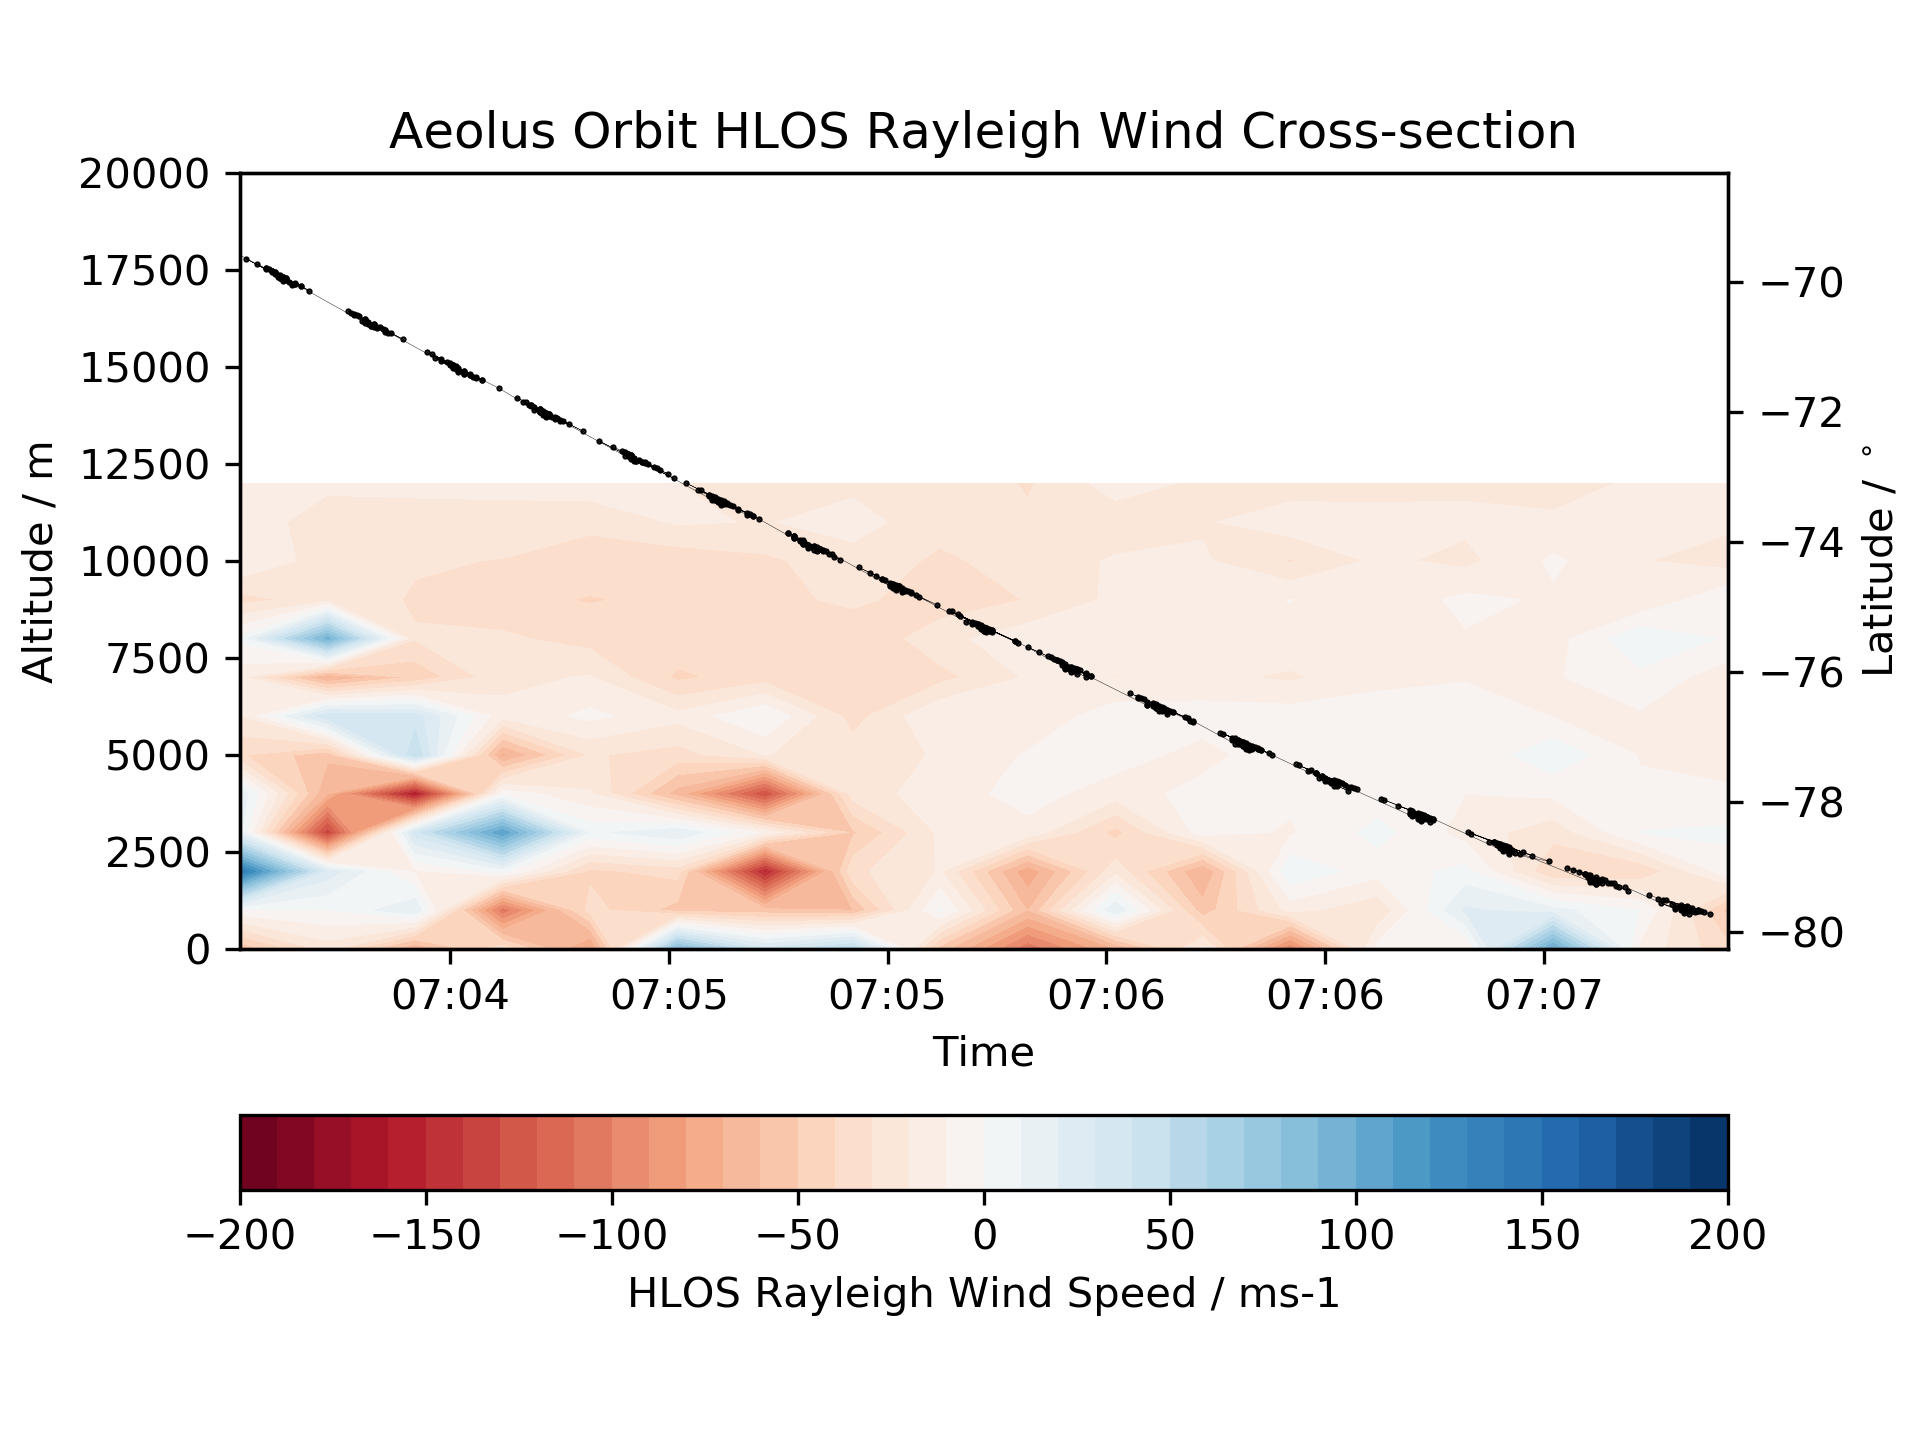 Aeolus Orbit HLOS Rayleigh Wind Cross-section
20000
17500
15000
12500
10000
7500
5000
2500
0
Altitude / m
−70
−72
−74
−76
−78
−80
Latitude / °
07:04 07:05 07:05 07:06 07:06 07:07
Time
−200 −150 −100 −50 0 50 100 150 200
HLOS Rayleigh Wind Speed / ms-1